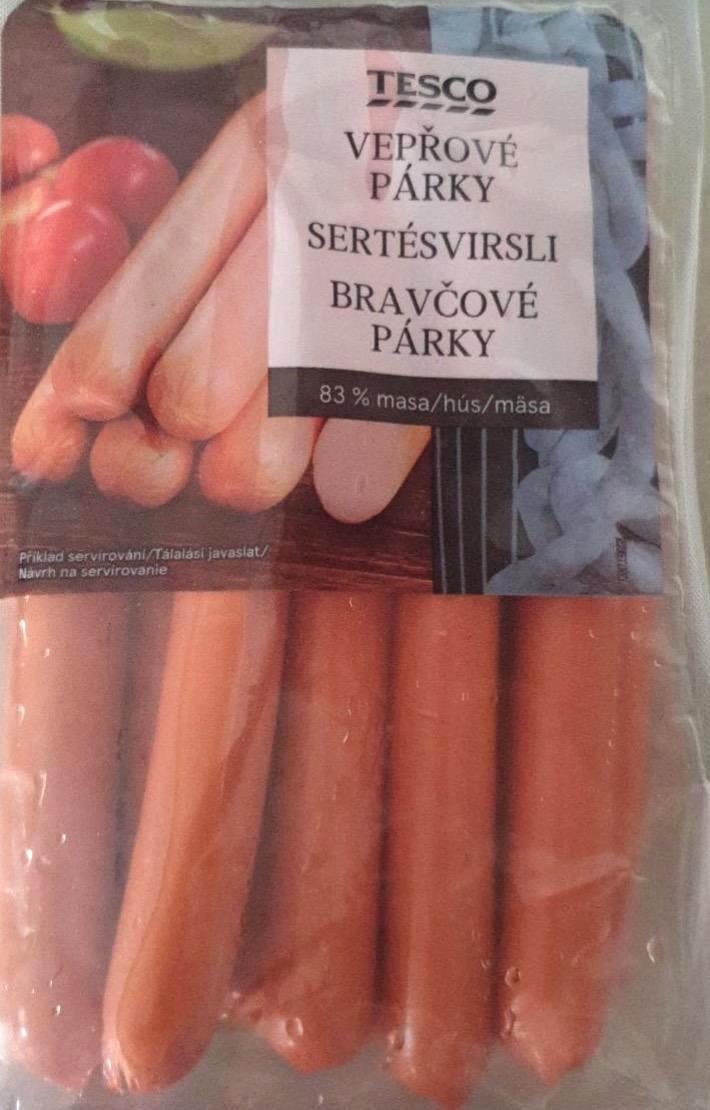 TESCO
VEPŘOVÉ
PÁRKY
SERTÉSVIRSLI
BRAVČOVÉ
PÁRKY
83 % masa/hús/mäsa
Příklad servírování/Tálalási javaslat/
Návrh na servírovanie